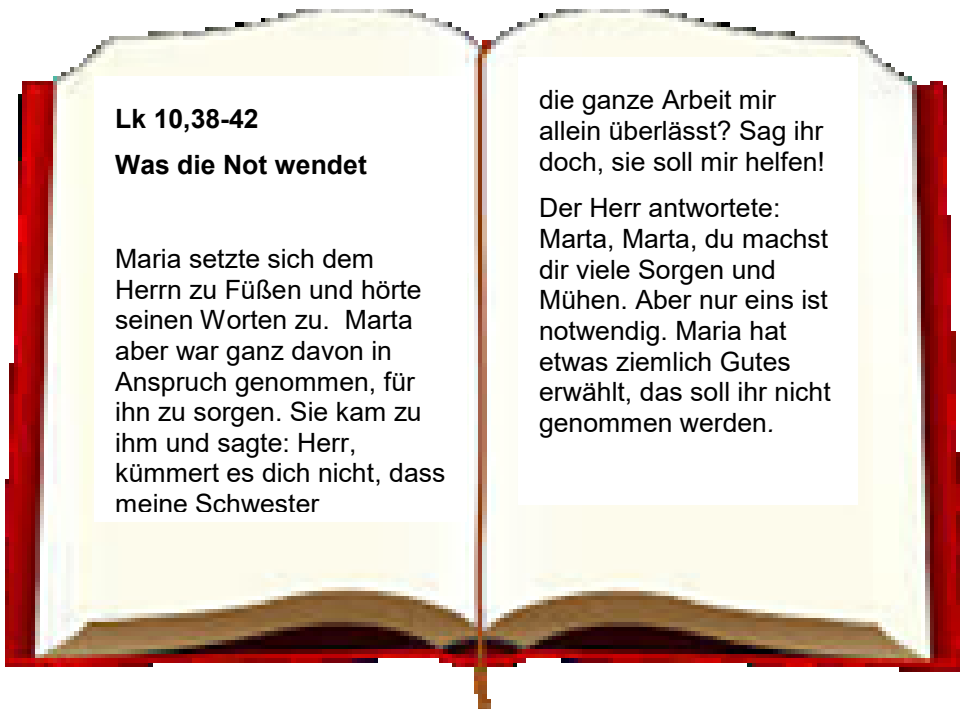 Lk 10,38-42
Was die Not wendet
Maria setzte sich dem
Herrn zu Füßen und hörte
seinen Worten zu.  Marta
aber war ganz davon in
Anspruch genommen, für
ihn zu sorgen. Sie kam zu
ihm und sagte: Herr,
kümmert es dich nicht, dass
meine Schwester
die ganze Arbeit mir
allein überlässt? Sag ihr
doch, sie soll mir helfen!
Der Herr antwortete:
Marta, Marta, du machst
dir viele Sorgen und
Mühen. Aber nur eins ist
notwendig. Maria hat
etwas ziemlich Gutes
erwählt, das soll ihr nicht
genommen werden.